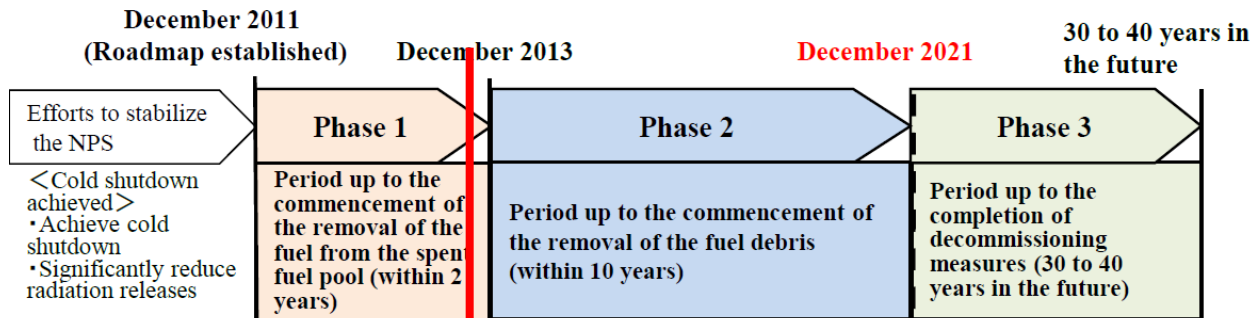 December 2011
(Roadmap established)
December 2013
December 2021
30 to 40 years in
the future
Efforts to stabilize
the NPS
Phase 1
Phase 2
Phase 3
＜Cold shutdown
achieved＞
・Achieve cold
shutdown
・Significantly reduce
radiation releases
Period up to the
commencement of
the removal of the
fuel from the spent
fuel pool (within 2
years)
Period up to the commencement of
the removal of the fuel debris
(within 10 years)
Period up to the
completion of
decommissioning
measures (30 to 40
years in the future)